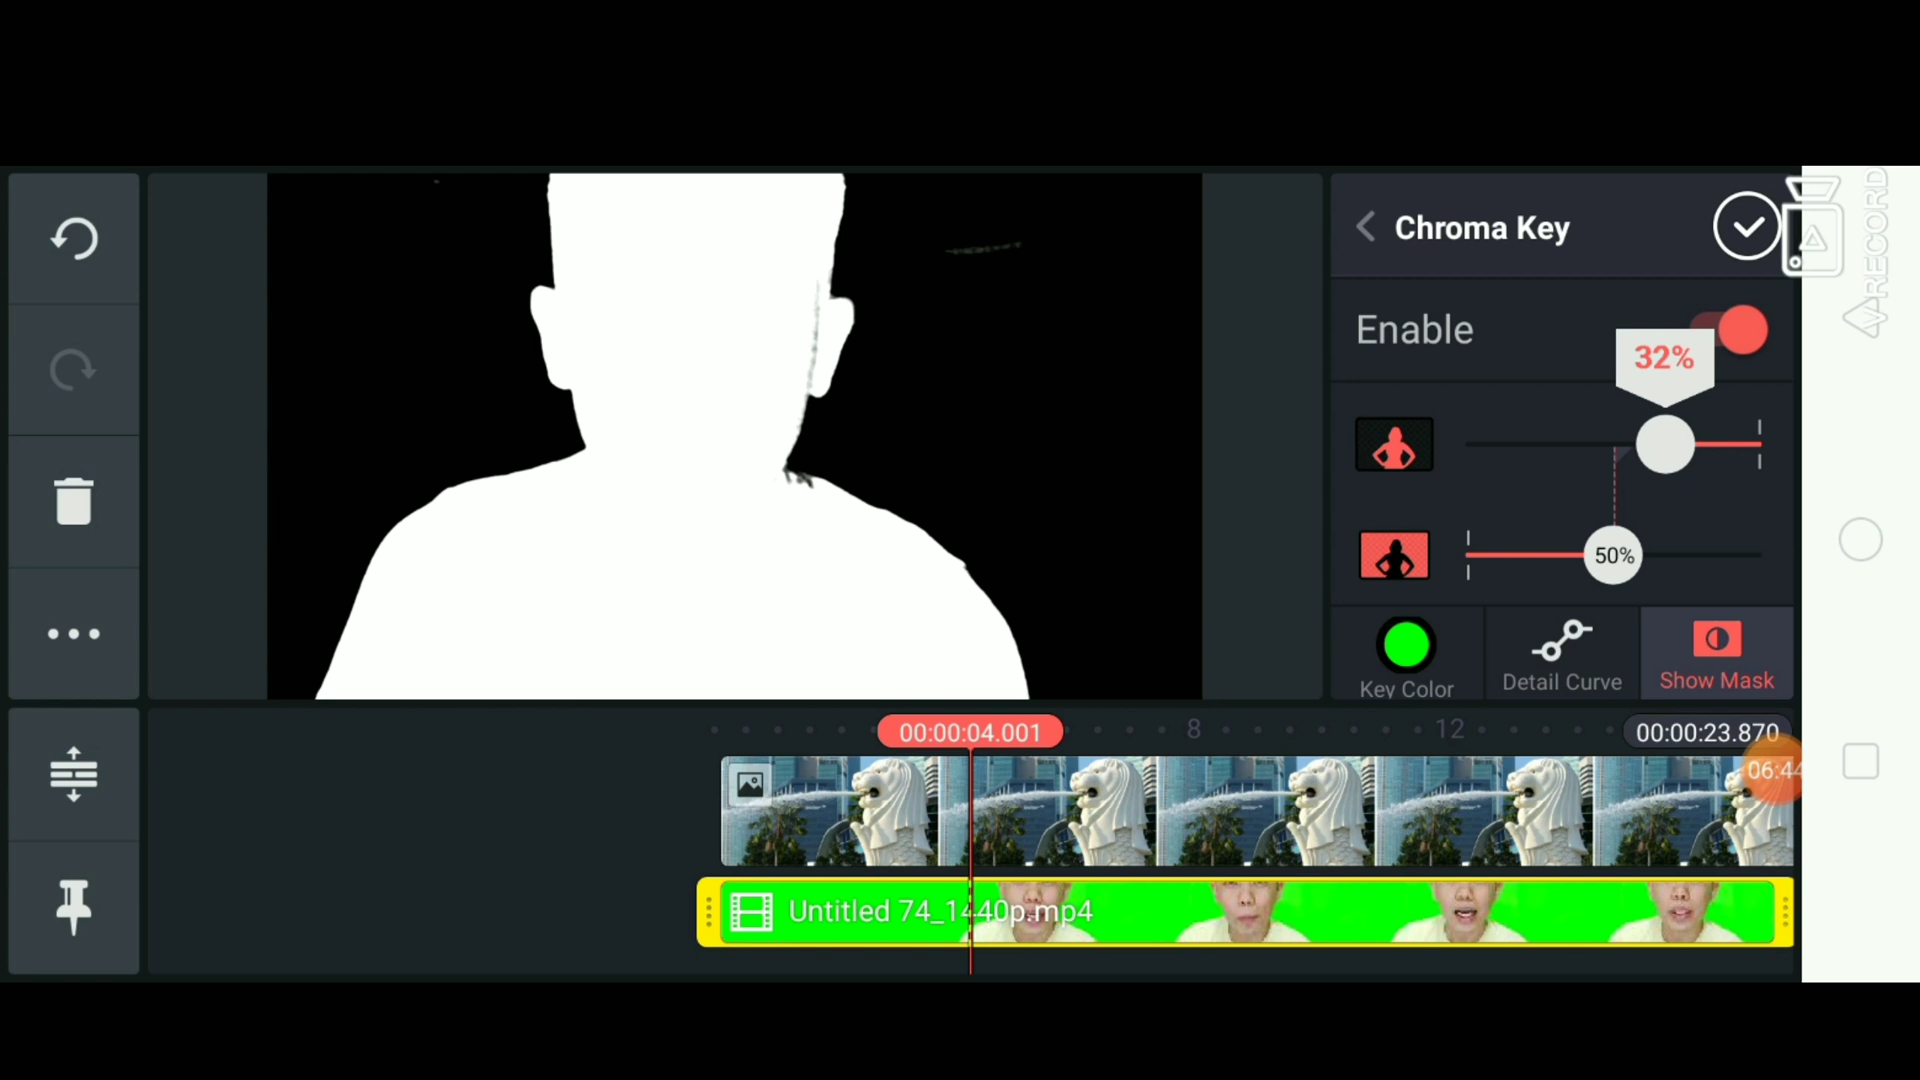 Chroma Key
VRECORD
Enable
32%
50%
Key Color
Detail Curve
Show Mask
00:00:04.001
8
12
00:00:23.870
06:44
Untitled 74_1440p.mp4